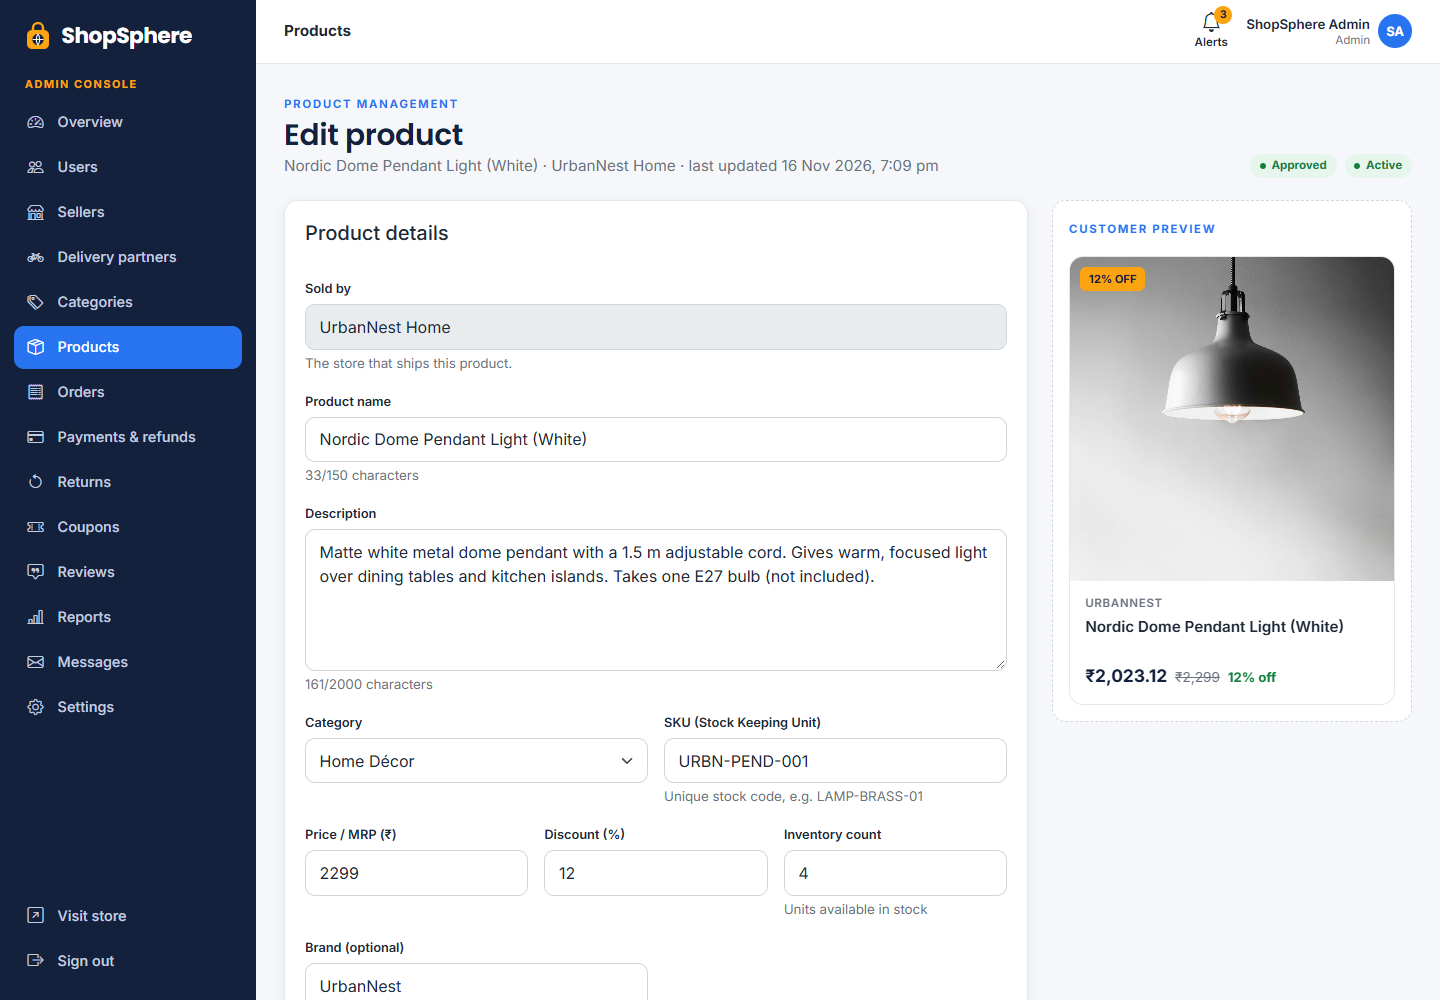 ShopSphere
ADMIN CONSOLE
Overview
Users
Sellers
Delivery partners
Categories
Products
Orders
Payments & refunds
Returns
Coupons
Reviews
Reports
Messages
Settings
Visit store
Sign out
Products
3
Alerts
ShopSphere Admin
Admin
SA
PRODUCT MANAGEMENT
Edit product
Nordic Dome Pendant Light (White) · UrbanNest Home · last updated 16 Nov 2026, 7:09 pm
Approved
Active
Product details
Sold by
UrbanNest Home
The store that ships this product.
Product name
Nordic Dome Pendant Light (White)
33/150 characters
Description
Matte white metal dome pendant with a 1.5 m adjustable cord. Gives warm, focused light
over dining tables and kitchen islands. Takes one E27 bulb (not included).
161/2000 characters
Category
Home Décor
SKU (Stock Keeping Unit)
URBN-PEND-001
Unique stock code, e.g. LAMP-BRASS-01
Price / MRP (₹)
2299
Discount (%)
12
Inventory count
4
Units available in stock
Brand (optional)
UrbanNest
CUSTOMER PREVIEW
12% OFF
URBANNEST
Nordic Dome Pendant Light (White)
₹2,023.12 ₹2,299 12% off